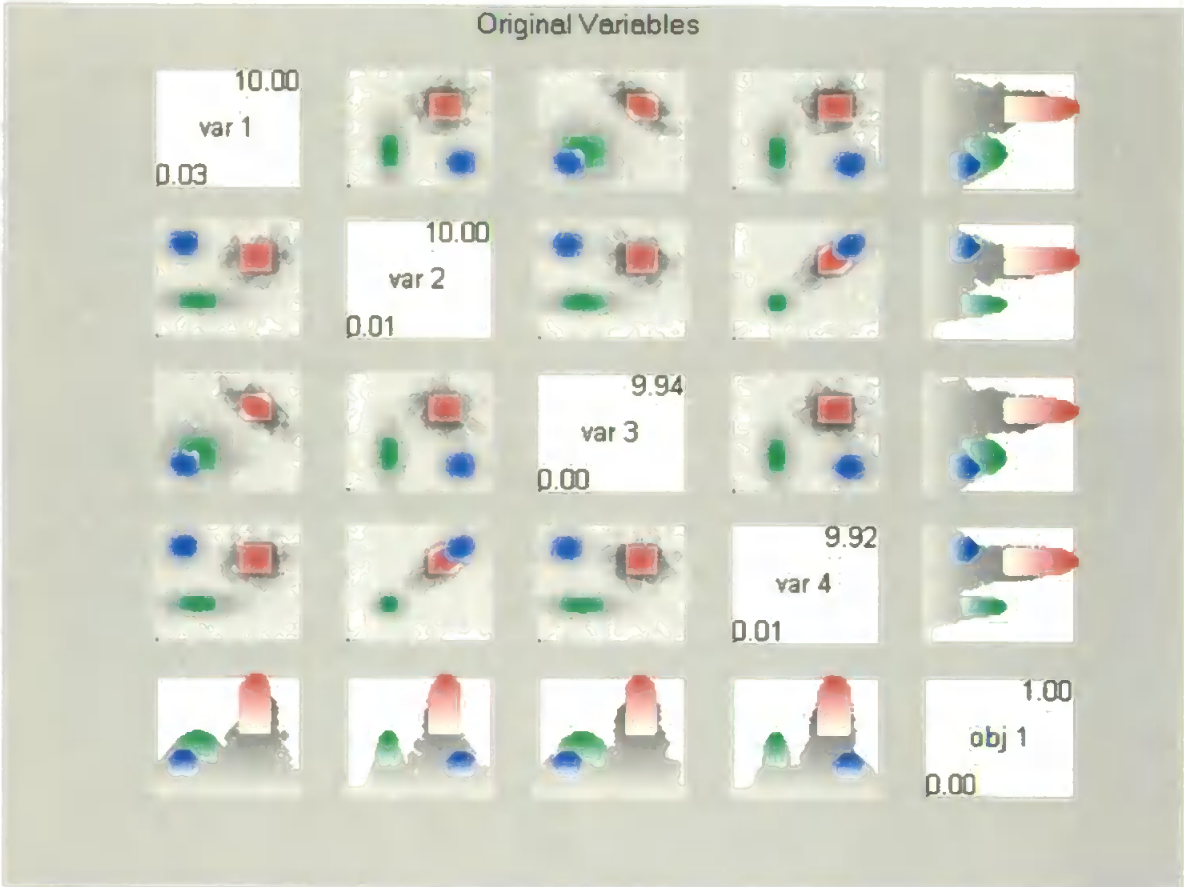 Original Variables
10.00
var 1
0.03
10.00
var 2
0.01
9.94
var 3
0.00
9.92
var 4
0.01
1.00
obj 1
0.00